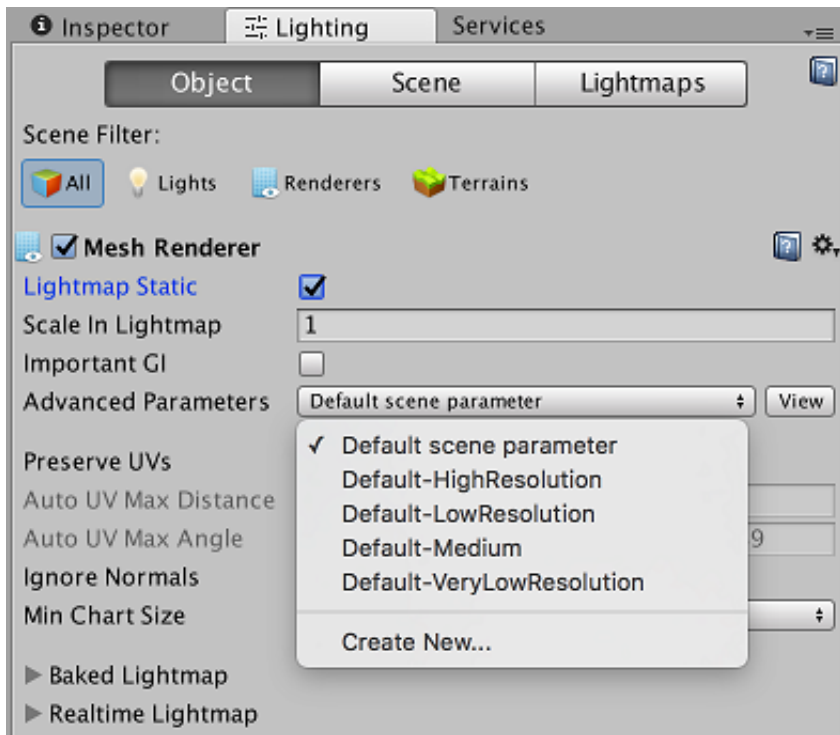 Inspector Lighting Services
Object Scene Lightmaps
Scene Filter:
All Lights Renderers Terrains
Mesh Renderer
Lightmap Static
Scale In Lightmap 1
Important GI
Advanced Parameters Default scene parameter View
Default scene parameter
Preserve UVs
Default-HighResolution
Auto UV Max Distance
Default-LowResolution
Auto UV Max Angle 9
Default-Medium
Ignore Normals
Default-VeryLowResolution
Min Chart Size
Create New...
Baked Lightmap
Realtime Lightmap